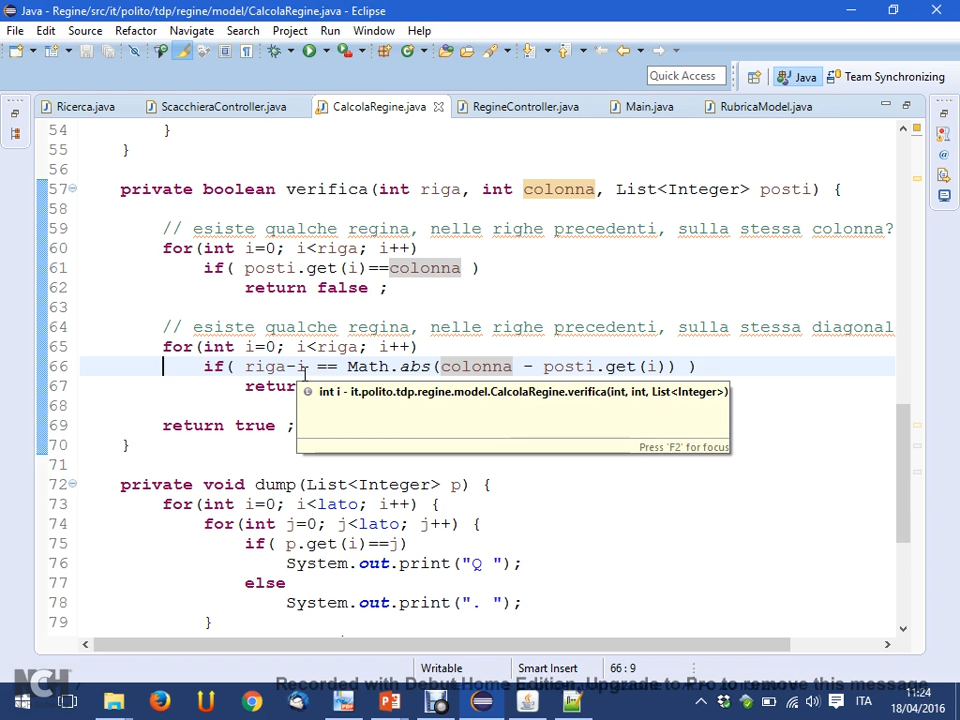 Java - Regine/src/it/polito/tdp/regine/model/CalcolaRegine.java - Eclipse
File Edit Source Refactor Navigate Search Project Run Window Help
Quick Access Java Team Synchronizing
Ricerca.java ScacchieraController.java CalcolaRegine.java RegineController.java Main.java RubricaModel.java
54 }
55 }
56
57 private boolean verifica(int riga, int colonna, List<Integer> posti) {
58
59 // esiste qualche regina, nelle righe precedenti, sulla stessa colonna?
60 for(int i=0; i<riga; i++)
61 if( posti.get(i)==colonna )
62 return false ;
63
64 // esiste qualche regina, nelle righe precedenti, sulla stessa diagonal
65 for(int i=0; i<riga; i++)
66 if( riga-i == Math.abs(colonna - posti.get(i)) )
67 retur
int i - it.polito.tdp.regine.model.CalcolaRegine.verifica(int, int, List<Integer>)
68
69 return true ;
Press 'F2' for focus
70 }
71
72 private void dump(List<Integer> p) {
73 for(int i=0; i<lato; i++) {
74 for(int j=0; j<lato; j++) {
75 if( p.get(i)==j)
76 System.out.print("Q ");
77 else
78 System.out.print(". ");
79 }
Writable Smart Insert 66 : 9
NCH Recorded with Debut Home Edition, Upgrade to Pro to remove this message
ITA 11:24
18/04/2016